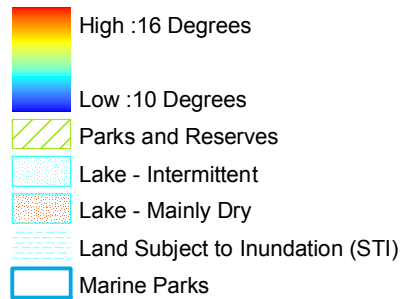 High :16 Degrees
Low :10 Degrees
Parks and Reserves
Lake - Intermittent
Lake - Mainly Dry
Land Subject to Inundation (STI)
Marine Parks